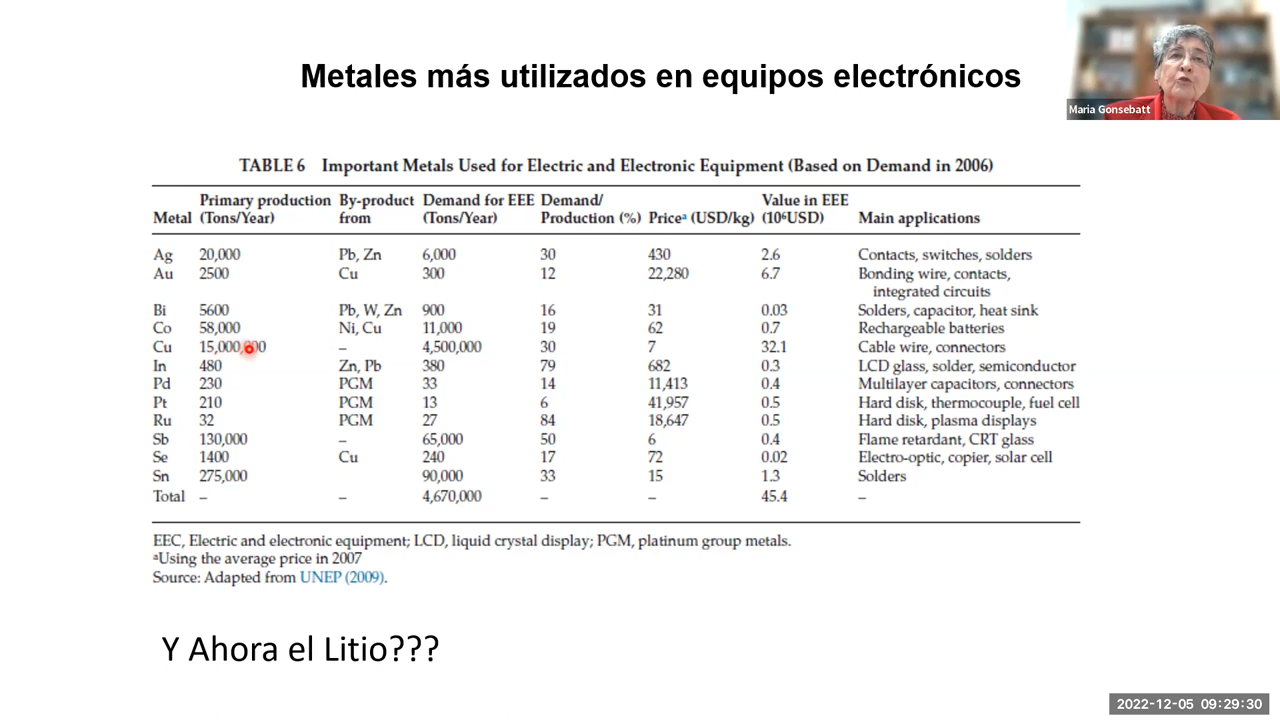 Metales más utilizados en equipos electrónicos
Maria Gonsebatt
TABLE 6 Important Metals Used for Electric and Electronic Equipment (Based on Demand in 2006)
Primary production By-product Demand for EEE Demand/ Value in EEE
Metal (Tons/Year) from (Tons/Year) Production (%) Priceª (USD/kg) (10⁶USD) Main applications
Ag 20,000 Pb, Zn 6,000 30 430 2.6 Contacts, switches, solders
Au 2500 Cu 300 12 22,280 6.7 Bonding wire, contacts,
integrated circuits
Bi 5600 Pb, W, Zn 900 16 31 0.03 Solders, capacitor, heat sink
Co 58,000 Ni, Cu 11,000 19 62 0.7 Rechargeable batteries
Cu 15,000,000 – 4,500,000 30 7 32.1 Cable wire, connectors
In 480 Zn, Pb 380 79 682 0.3 LCD glass, solder, semiconductor
Pd 230 PGM 33 14 11,413 0.4 Multilayer capacitors, connectors
Pt 210 PGM 13 6 41,957 0.5 Hard disk, thermocouple, fuel cell
Ru 32 PGM 27 84 18,647 0.5 Hard disk, plasma displays
Sb 130,000 – 65,000 50 6 0.4 Flame retardant, CRT glass
Se 1400 Cu 240 17 72 0.02 Electro-optic, copier, solar cell
Sn 275,000 90,000 33 15 1.3 Solders
Total – – 4,670,000 – – 45.4 –
EEC, Electric and electronic equipment; LCD, liquid crystal display; PGM, platinum group metals.
ªUsing the average price in 2007
Source: Adapted from UNEP (2009).
Y Ahora el Litio???
2022-12-05 09:29:30